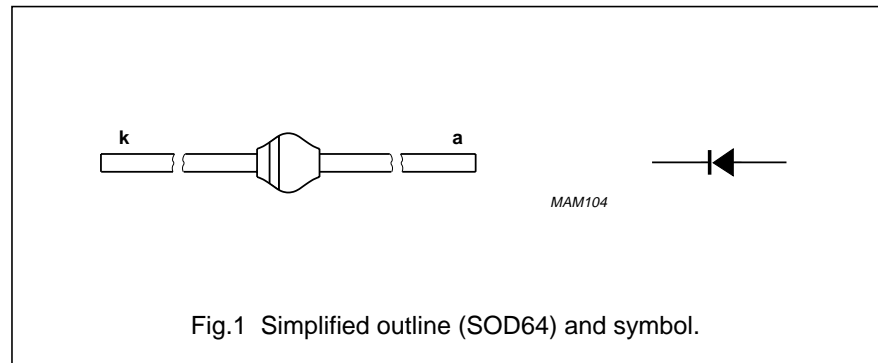 k
a
MAM104
Fig.1 Simplified outline (SOD64) and symbol.